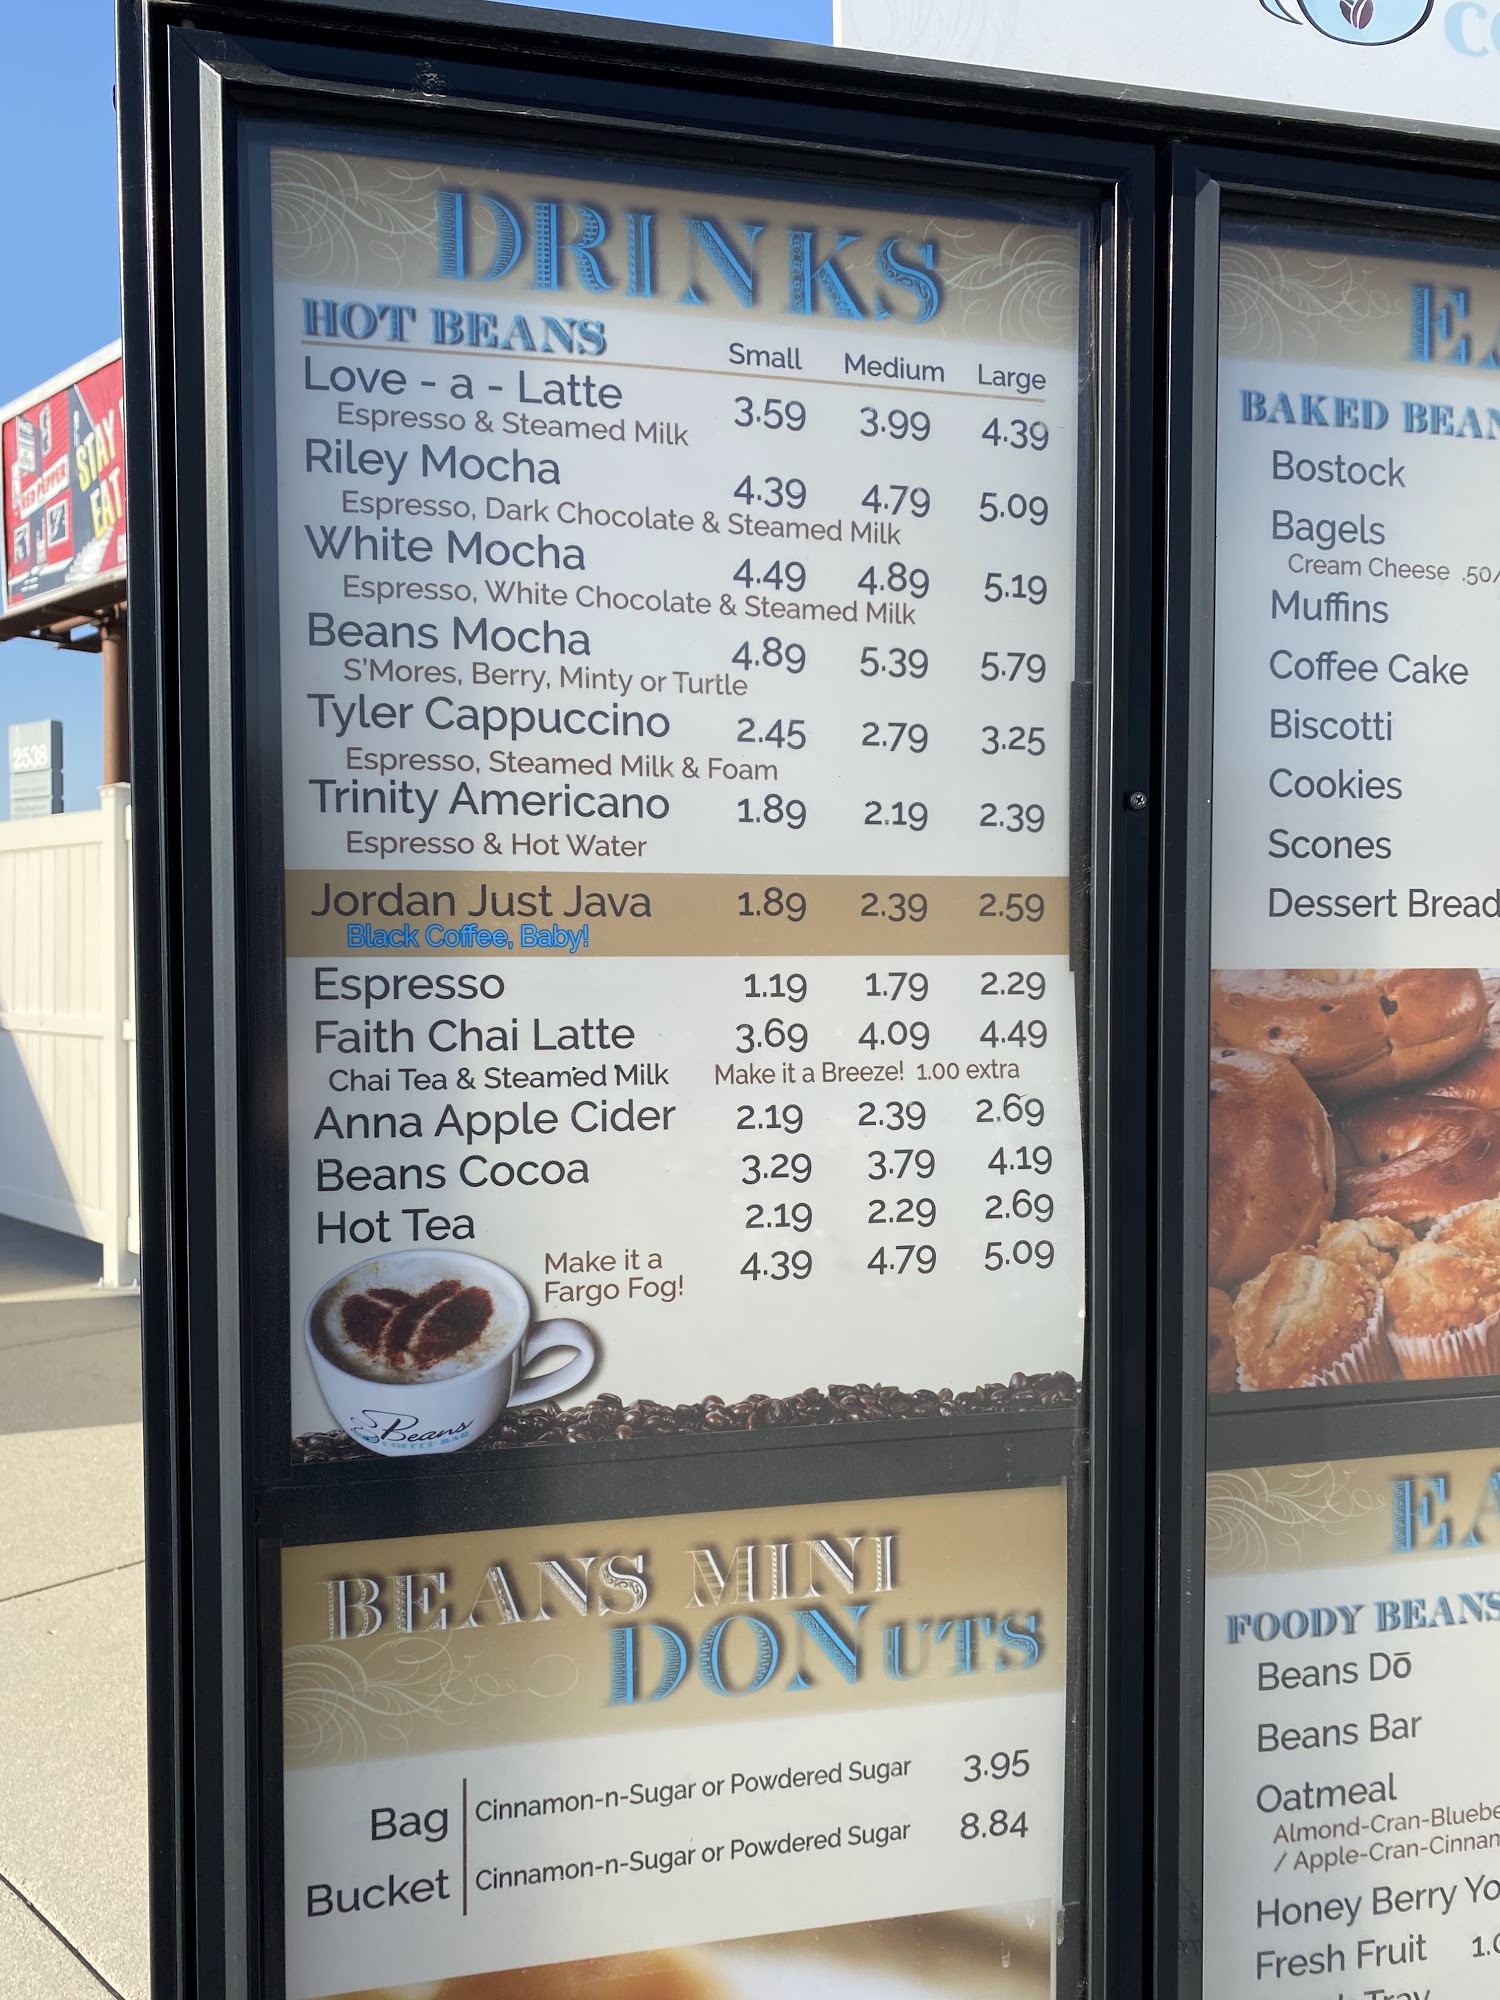 DRINKS
HOT BEANS Small Medium Large
Love - a - Latte 3.59 3.99 4.39
Espresso & Steamed Milk
Riley Mocha 4.39 4.79 5.09
Espresso, Dark Chocolate & Steamed Milk
White Mocha 4.49 4.89 5.19
Espresso, White Chocolate & Steamed Milk
Beans Mocha 4.89 5.39 5.79
S'Mores, Berry, Minty or Turtle
Tyler Cappuccino 2.45 2.79 3.25
Espresso, Steamed Milk & Foam
Trinity Americano 1.89 2.19 2.39
Espresso & Hot Water
Jordan Just Java 1.89 2.39 2.59
Black Coffee, Baby!
Espresso 1.19 1.79 2.29
Faith Chai Latte 3.69 4.09 4.49
Chai Tea & Steamed Milk Make it a Breeze! 1.00 extra
Anna Apple Cider 2.19 2.39 2.69
Beans Cocoa 3.29 3.79 4.19
Hot Tea 2.19 2.29 2.69
Make it a
Fargo Fog! 4.39 4.79 5.09
Beans
COFFEE BAR
BEANS MINI
DONUTS
Bag Cinnamon-n-Sugar or Powdered Sugar 3.95
Bucket Cinnamon-n-Sugar or Powdered Sugar 8.84
BAKED BEAN
Bostock
Bagels
Cream Cheese .50/
Muffins
Coffee Cake
Biscotti
Cookies
Scones
Dessert Bread
EA
FOODY BEANS
Beans Dō
Beans Bar
Oatmeal
Almond-Cran-Bluebe
/ Apple-Cran-Cinnam
Honey Berry Yo
Fresh Fruit 1.0
Tray
RED PEPPER
STAY
EAT
2538